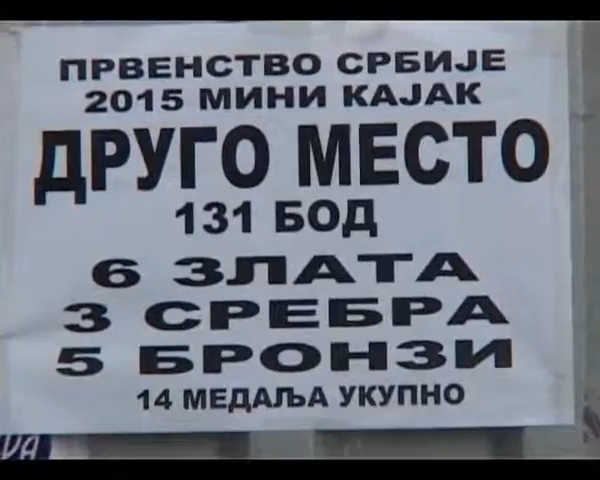 ПРВЕНСТВО СРБИЈЕ
2015 МИНИ КАЈАК
ДРУГО МЕСТО
131 БОД
6 ЗЛАТА
3 СРЕБРА
5 БРОНЗИ
14 МЕДАЉА УКУПНО